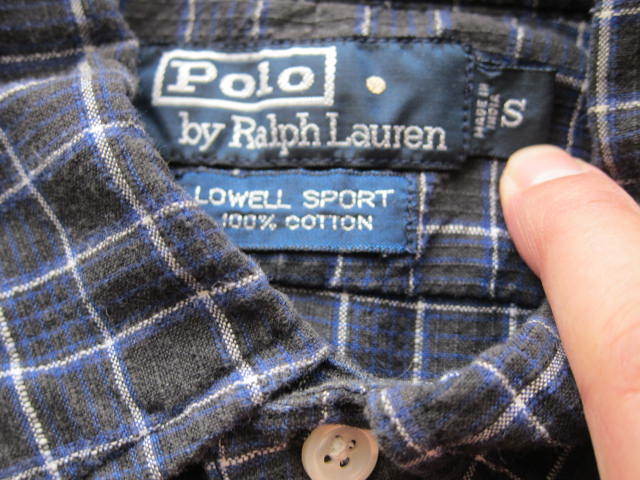 Polo
by Ralph Lauren
MADE IN
INDIA
S
LOWELL SPORT
100% COTTON